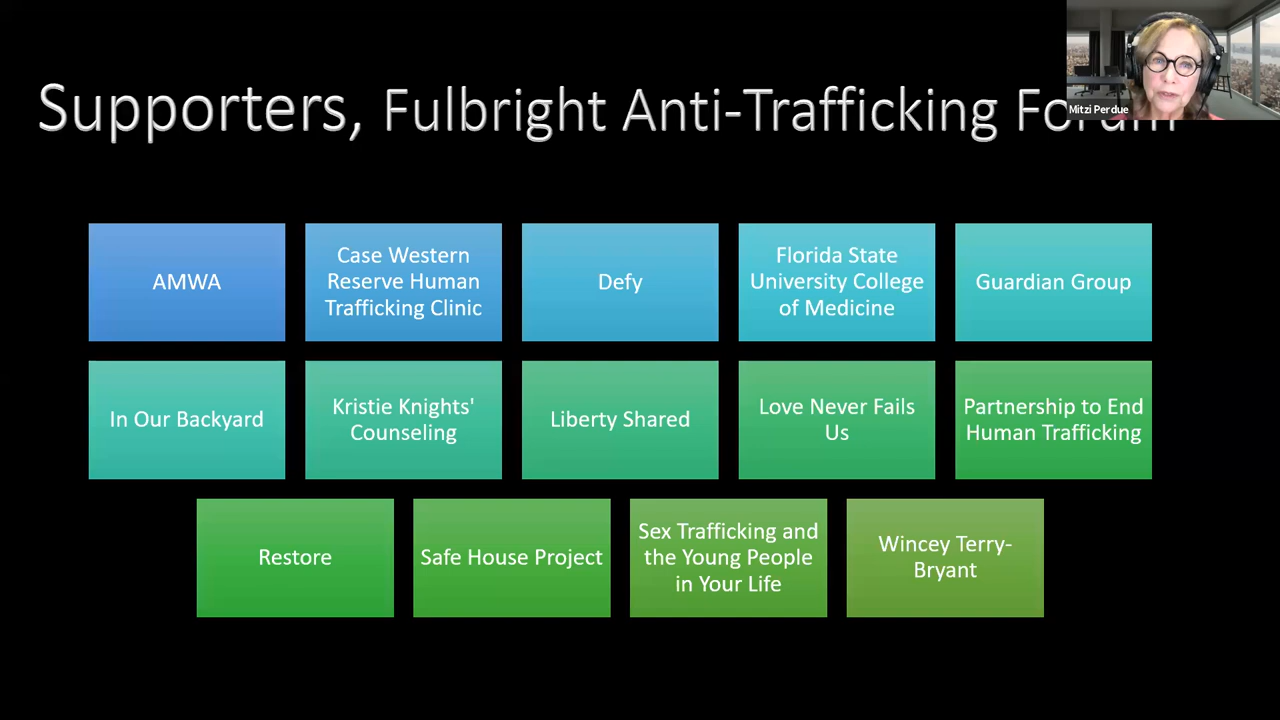 Supporters, Fulbright Anti-Trafficking Forum
Mitzi Perdue
AMWA
Case Western
Reserve Human
Trafficking Clinic
Defy
Florida State
University College
of Medicine
Guardian Group
In Our Backyard
Kristie Knights'
Counseling
Liberty Shared
Love Never Fails
Us
Partnership to End
Human Trafficking
Restore
Safe House Project
Sex Trafficking and
the Young People
in Your Life
Wincey Terry-
Bryant